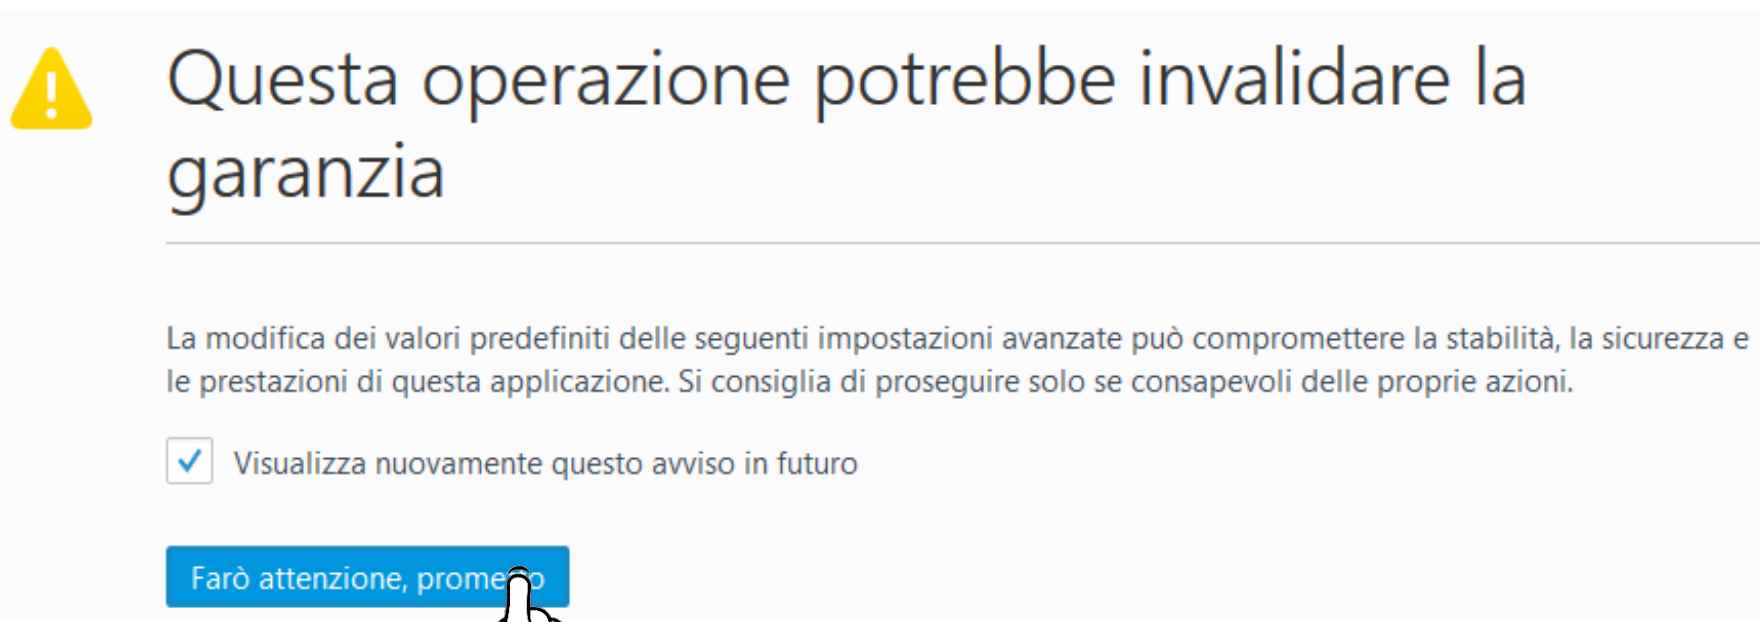 Questa operazione potrebbe invalidare la
garanzia
La modifica dei valori predefiniti delle seguenti impostazioni avanzate può compromettere la stabilità, la sicurezza e
le prestazioni di questa applicazione. Si consiglia di proseguire solo se consapevoli delle proprie azioni.
Visualizza nuovamente questo avviso in futuro
Farò attenzione, prometto